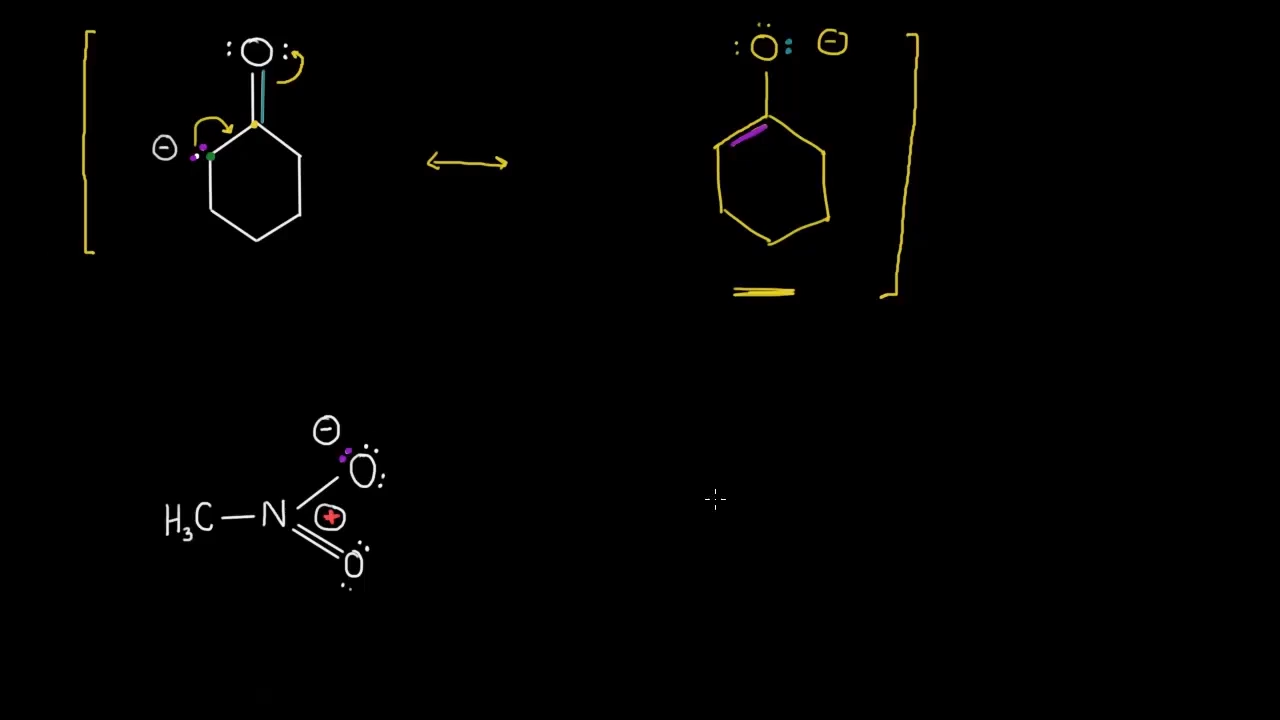 :O: :O: ⊖
⊖ :
⊖
O
H₃C—N ⊕
O